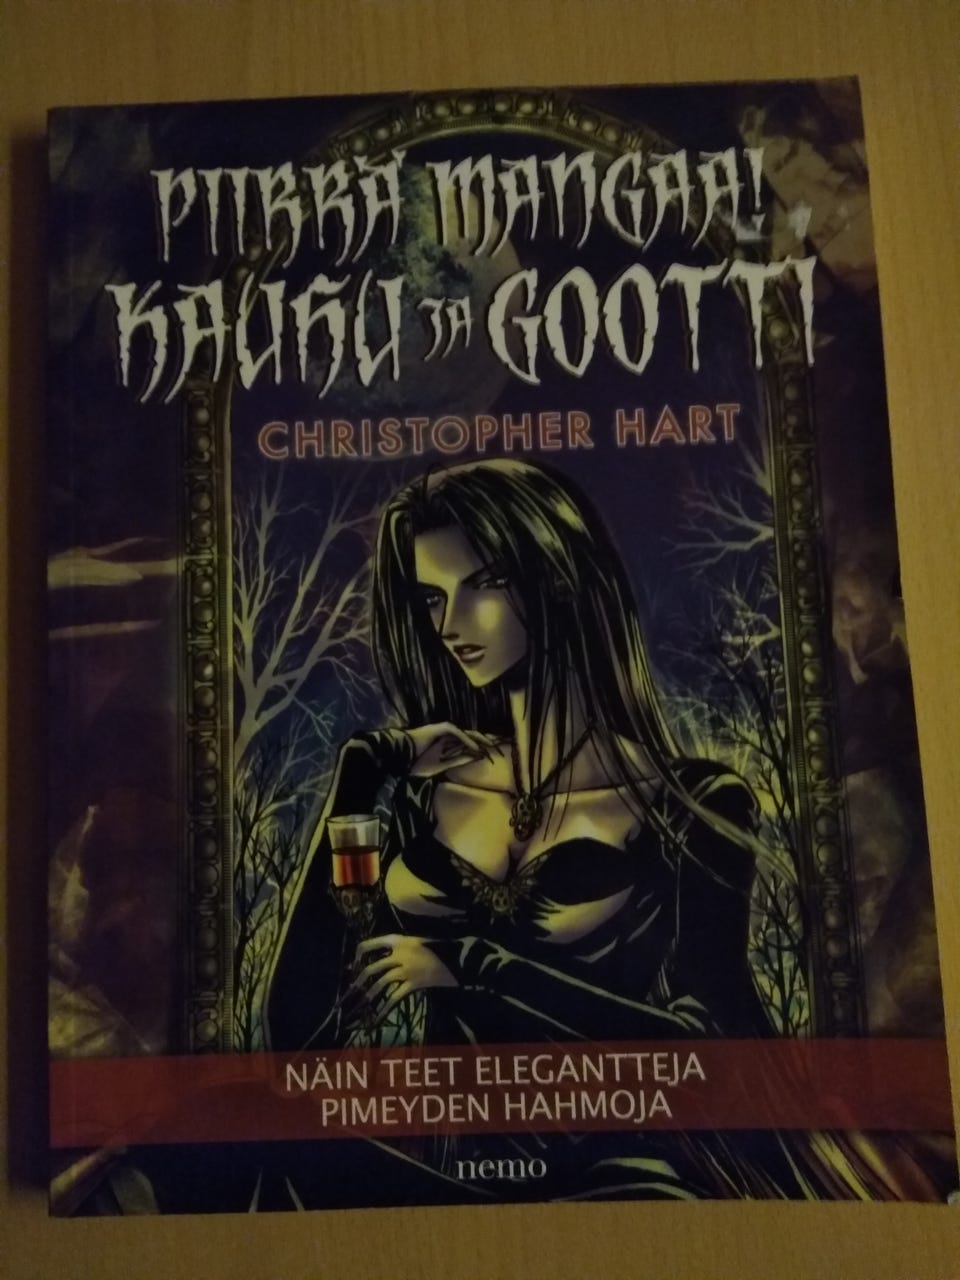 PIIRRÄ MANGAA!
KAUHU JA GOOTTI
CHRISTOPHER HART
NÄIN TEET ELEGANTTEJA
PIMEYDEN HAHMOJA
nemo